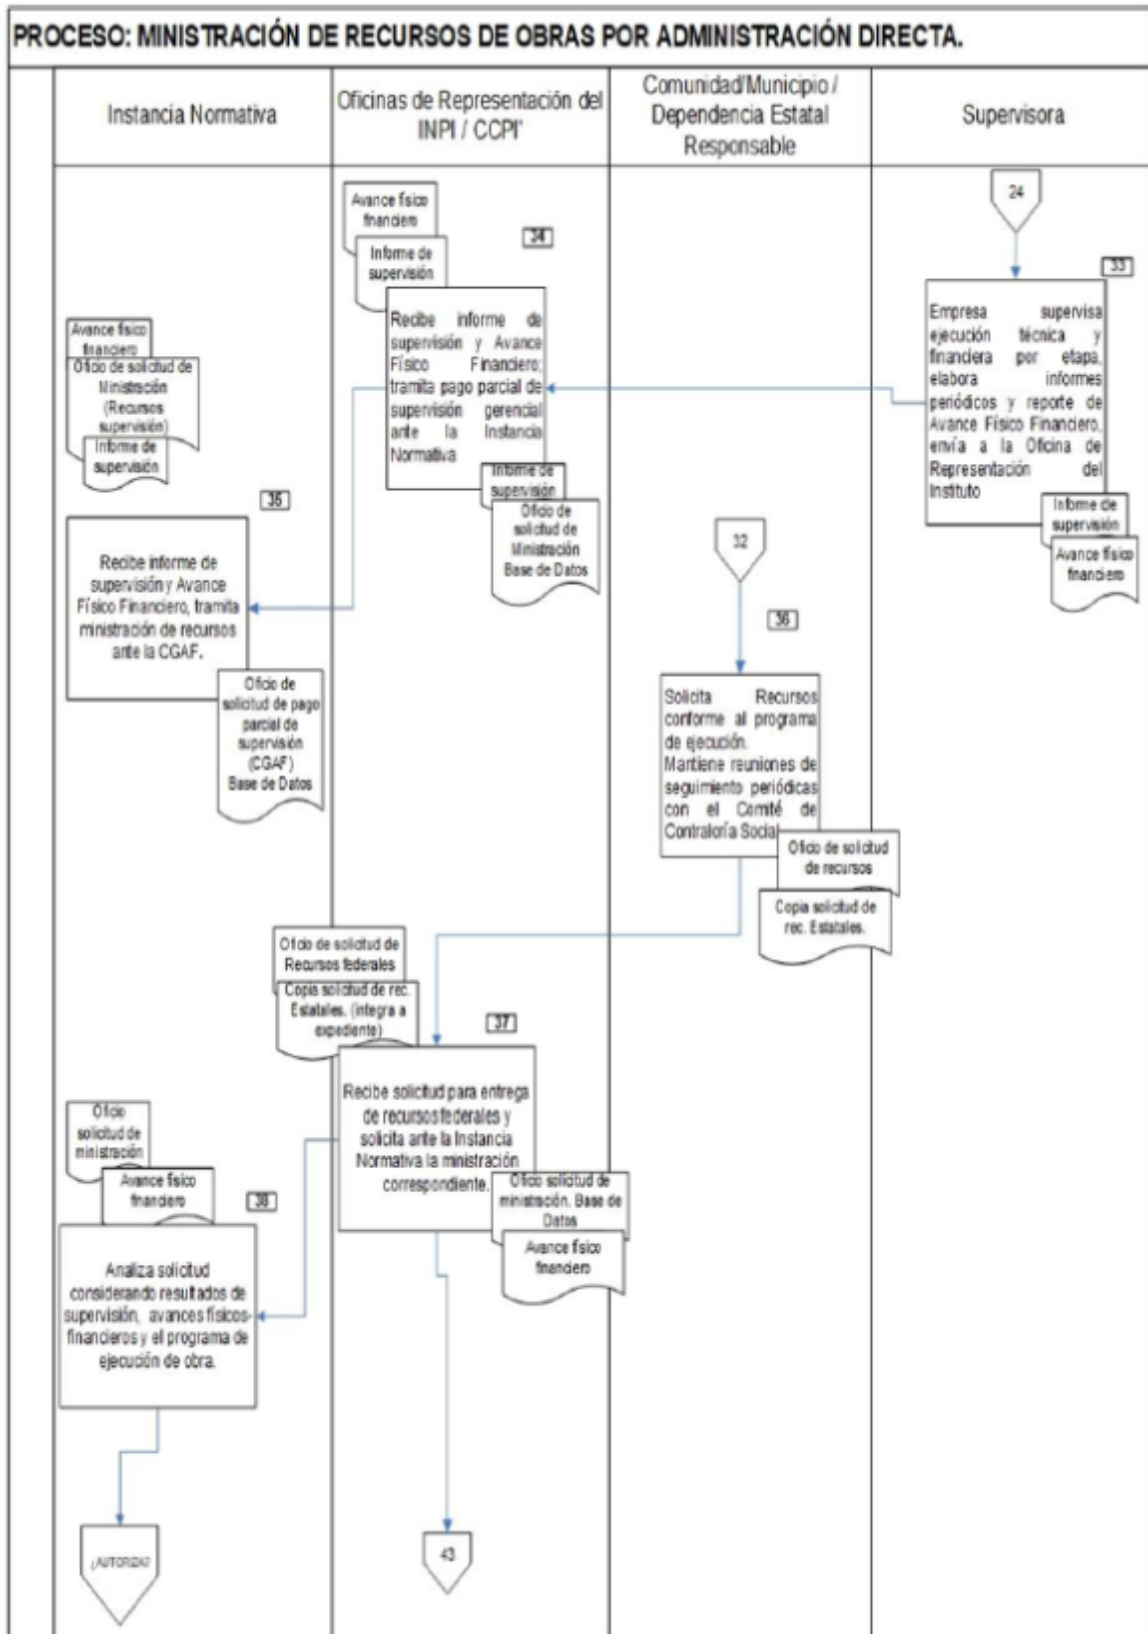 PROCESO: MINISTRACIÓN DE RECURSOS DE OBRAS POR ADMINISTRACIÓN DIRECTA.
Instancia Normativa
Oficinas de Representación del
INPI / CCPI'
Comunidad/Municipio /
Dependencia Estatal
Responsable
Supervisora
24
33
Empresa supervisa
ejecución técnica y
financiera por etapa,
elabora informes
periódicos y reporte de
Avance Físico Financiero,
envía a la Oficina de
Representación del
Instituto
Informe de
supervisión
Avance físico
financiero
Avance físico
financiero
Informe de
supervisión
34
Recibe informe de
supervisión y Avance
Físico Financiero;
tramita pago parcial de
supervisión gerencial
ante la Instancia
Normativa
Informe de
supervisión
Oficio de
solicitud de
Ministración
Base de Datos
Avance físico
financiero
Oficio de solicitud de
Ministración
(Recursos
supervisión)
Informe de
supervisión
35
Recibe informe de
supervisión y Avance
Físico Financiero, tramita
ministración de recursos
ante la CGAF.
Oficio de
solicitud de pago
parcial de
supervisión
(CGAF)
Base de Datos
32
36
Solicita Recursos
conforme al programa
de ejecución.
Mantiene reuniones de
seguimiento periódicas
con el Comité de
Contraloría Social
Oficio de solicitud
de recursos
Copia solicitud de
rec. Estatales.
Oficio de solicitud de
Recursos federales
Copia solicitud de rec.
Estatales. (integra a
expediente)
37
Recibe solicitud para entrega
de recursos federales y
solicita ante la Instancia
Normativa la ministración
correspondiente.
Oficio solicitud de
ministración. Base de
Datos
Avance físico
financiero
Oficio
solicitud de
ministración
Avance físico
financiero
38
Analiza solicitud
considerando resultados de
supervisión, avances físicos-
financieros y el programa de
ejecución de obra.
¿AUTORIZA?
43